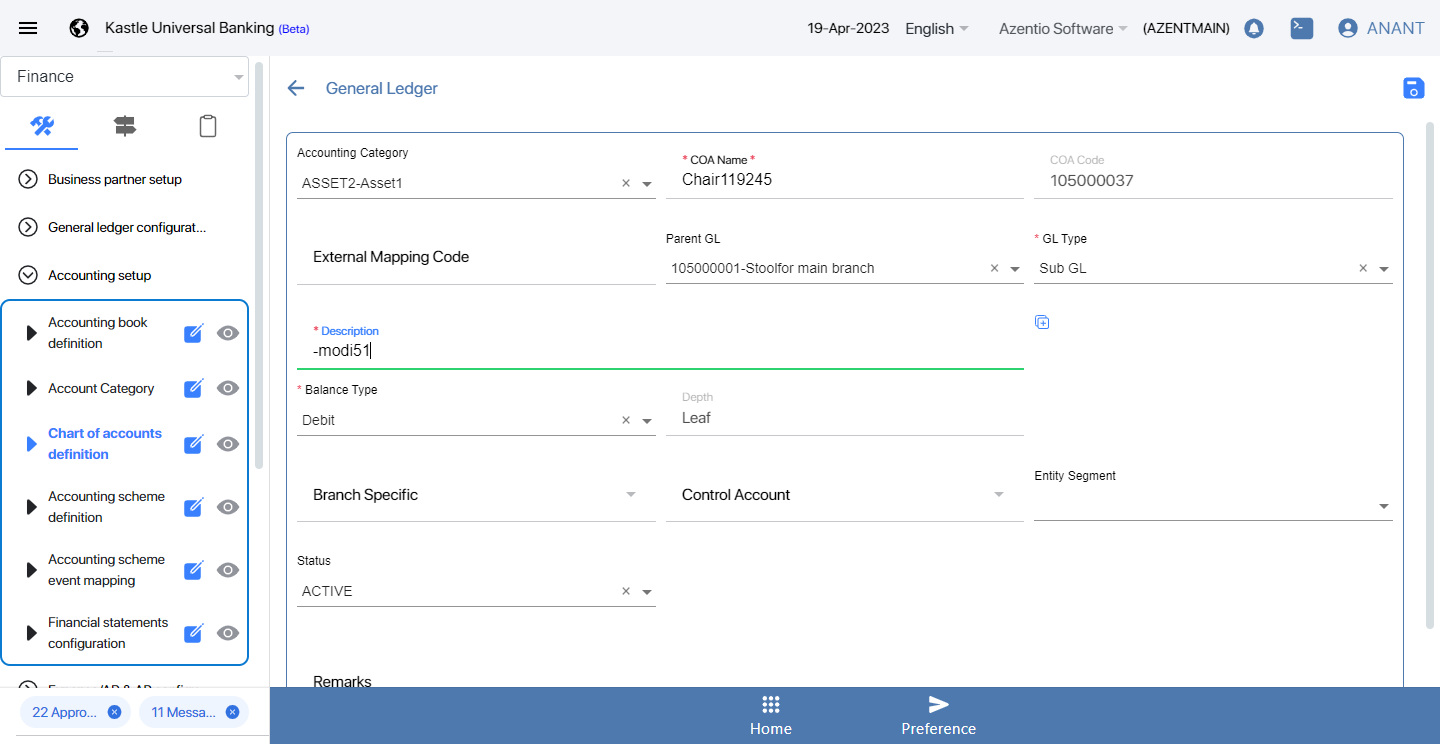 Kastle Universal Banking (Beta)
19-Apr-2023
English
Azentio Software
(AZENTMAIN)
ANANT
Finance
Business partner setup
General ledger configurat...
Accounting setup
Accounting book
definition
Account Category
Chart of accounts
definition
Accounting scheme
definition
Accounting scheme
event mapping
Financial statements
configuration
22 Appro...
11 Messa...
General Ledger
Accounting Category
ASSET2-Asset1
* COA Name *
Chair119245
COA Code
105000037
External Mapping Code
Parent GL
105000001-Stoolfor main branch
* GL Type
Sub GL
* Description
-modi51
* Balance Type
Debit
Depth
Leaf
Branch Specific
Control Account
Entity Segment
Status
ACTIVE
Remarks
Home
Preference